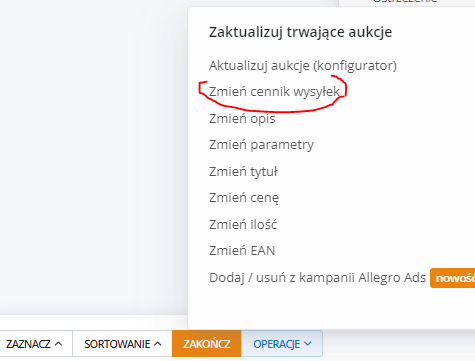 Zaktualizuj trwające aukcje
Aktualizuj aukcje (konfigurator)
Zmień cennik wysyłek
Zmień opis
Zmień parametry
Zmień tytuł
Zmień cenę
Zmień ilość
Zmień EAN
Dodaj / usuń z kampanii Allegro Ads nowość
ZAZNACZ SORTOWANIE ZAKOŃCZ OPERACJE